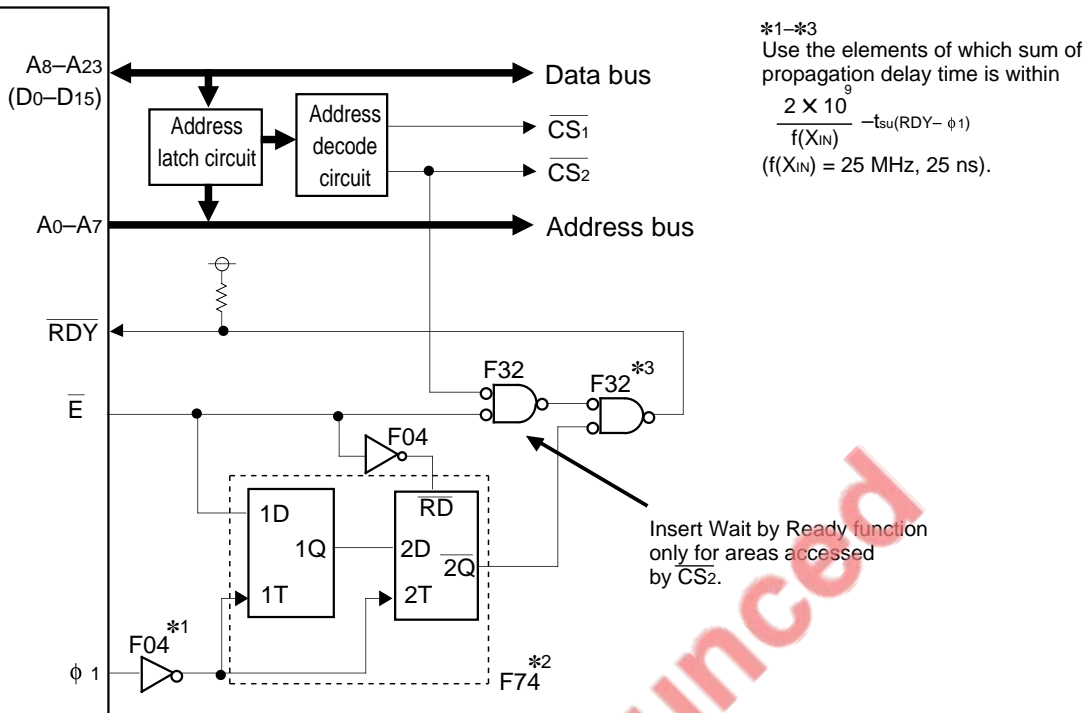 A8–A23
(D0–D15)
Data bus
Address
latch circuit
Address
decode
circuit
CS1
CS2
A0–A7
Address bus
RDY
F32
F32 ✱3
E
F04
1D
1Q
1T
RD
2D
2Q
2T
F04 ✱1
F74 ✱2
ϕ 1
Insert Wait by Ready function
only for areas accessed
by CS2.
✱1–✱3
Use the elements of which sum of
propagation delay time is within
2 X 10 9
f(XIN)
–tsu(RDY– ϕ1)
(f(XIN) = 25 MHz, 25 ns).
unced